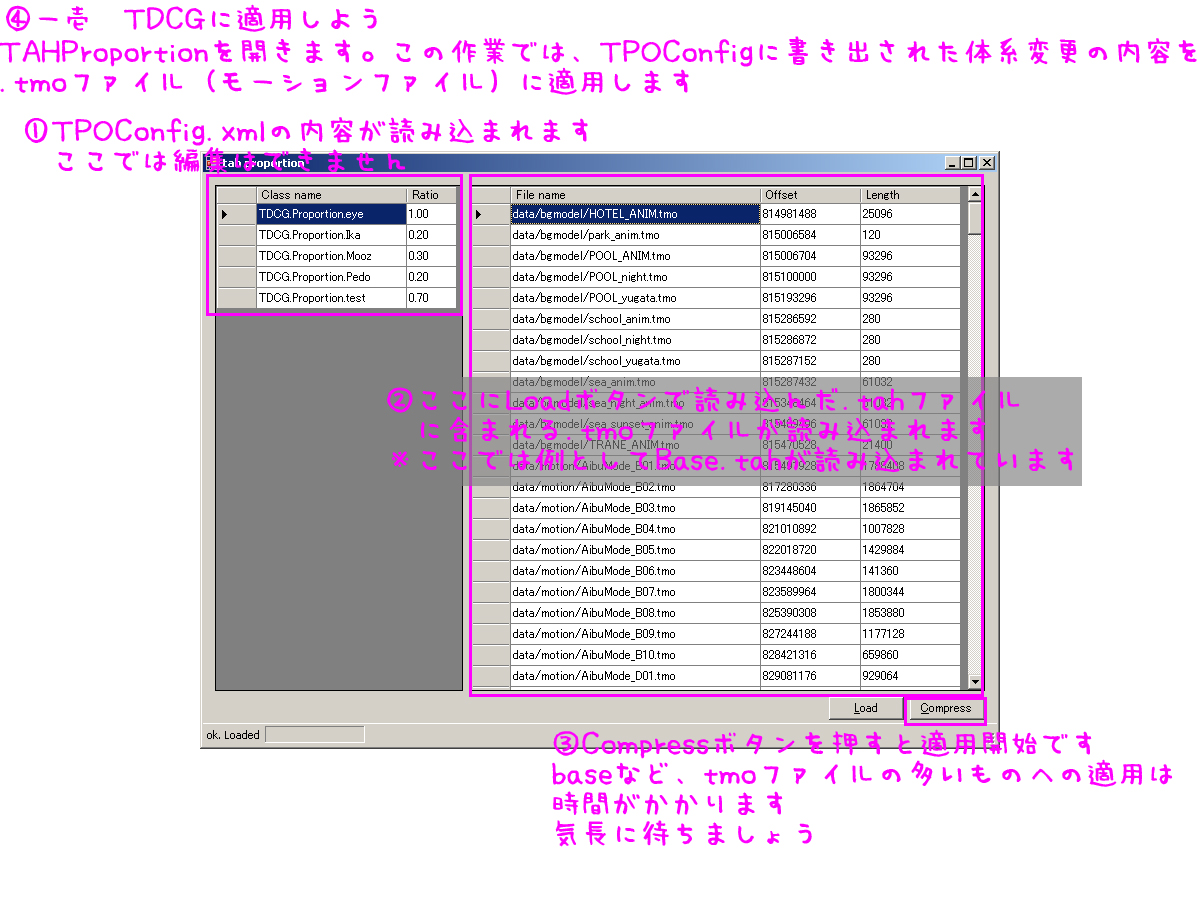 ④一壱　TDCGに適用しよう
TAHProportionを開きます。この作業では、TPOConfigに書き出された体系変更の内容を
.tmoファイル（モーションファイル）に適用します
①TPOConfig.xmlの内容が読み込まれます
ここでは編集はできません
tah proportion
Class name Ratio
TDCG.Proportion.eye 1.00
TDCG.Proportion.Ika 0.20
TDCG.Proportion.Mooz 0.30
TDCG.Proportion.Pedo 0.20
TDCG.Proportion.test 0.70
File name Offset Length
data/bgmodel/HOTEL_ANIM.tmo 814981488 25096
data/bgmodel/park_anim.tmo 815006584 120
data/bgmodel/POOL_ANIM.tmo 815006704 93296
data/bgmodel/POOL_night.tmo 815100000 93296
data/bgmodel/POOL_yugata.tmo 815193296 93296
data/bgmodel/school_anim.tmo 815286592 280
data/bgmodel/school_night.tmo 815286872 280
data/bgmodel/school_yugata.tmo 815287152 280
data/bgmodel/sea_anim.tmo 815287432 61032
data/bgmodel/sea_night_anim.tmo 815348464 61032
data/bgmodel/sea_sunset_anim.tmo 815409496 61032
data/bgmodel/TRANE_ANIM.tmo 815470528 21400
data/motion/AibuMode_B01.tmo 815491928 1788408
data/motion/AibuMode_B02.tmo 817280336 1864704
data/motion/AibuMode_B03.tmo 819145040 1865852
data/motion/AibuMode_B04.tmo 821010892 1007828
data/motion/AibuMode_B05.tmo 822018720 1429884
data/motion/AibuMode_B06.tmo 823448604 141360
data/motion/AibuMode_B07.tmo 823589964 1800344
data/motion/AibuMode_B08.tmo 825390308 1853880
data/motion/AibuMode_B09.tmo 827244188 1177128
data/motion/AibuMode_B10.tmo 828421316 659860
data/motion/AibuMode_D01.tmo 829081176 929064
②ここにLoadボタンで読み込んだ.tahファイル
に含まれる.tmoファイルが読み込まれます
※ここでは例としてBase.tahが読み込まれています
Load Compress
ok. Loaded
③Compressボタンを押すと適用開始です
baseなど、tmoファイルの多いものへの適用は
時間がかかります
気長に待ちましょう